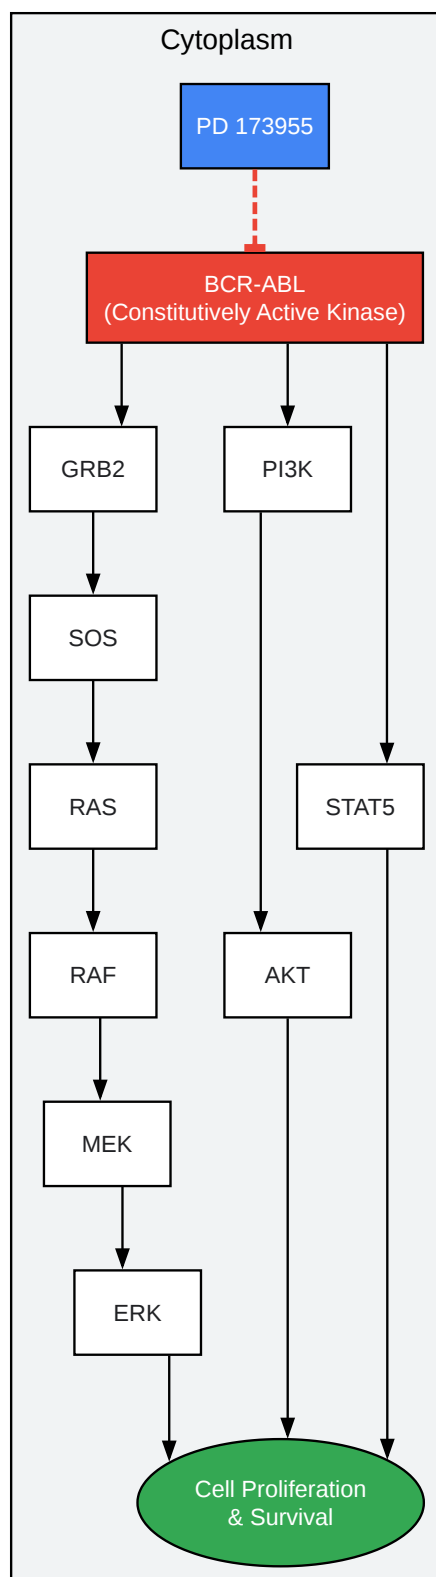 Cytoplasm
PD 173955
BCR-ABL
(Constitutively Active Kinase)
GRB2
PI3K
SOS
RAS
STAT5
RAF
AKT
MEK
ERK
Cell Proliferation
& Survival